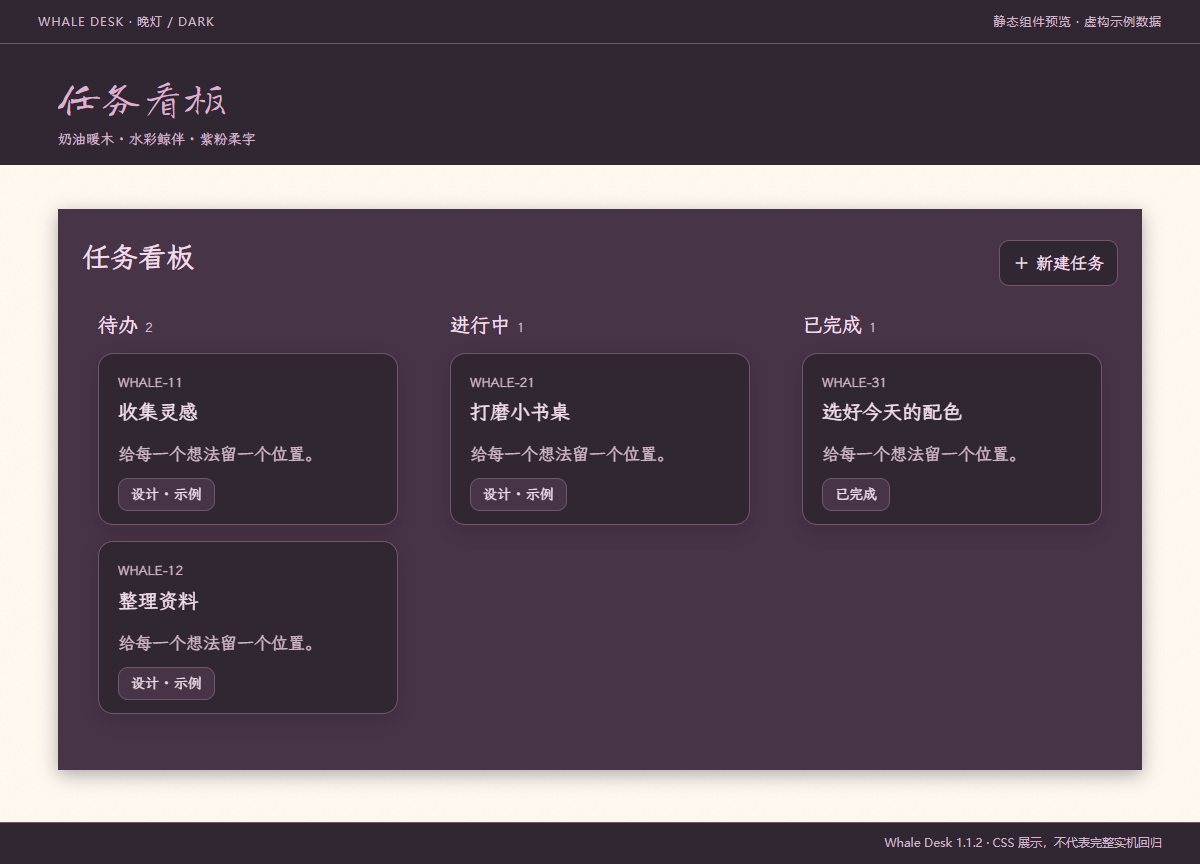 WHALE DESK · 晚灯 / DARK
静态组件预览 · 虚构示例数据
任务看板
奶油暖木・水彩鲸伴・紫粉柔字
任务看板
＋ 新建任务
待办 2
WHALE-11
收集灵感
给每一个想法留一个位置。
设计・示例
WHALE-12
整理资料
给每一个想法留一个位置。
设计・示例
进行中 1
WHALE-21
打磨小书桌
给每一个想法留一个位置。
设计・示例
已完成 1
WHALE-31
选好今天的配色
给每一个想法留一个位置。
已完成
Whale Desk 1.1.2 · CSS 展示，不代表完整实机回归